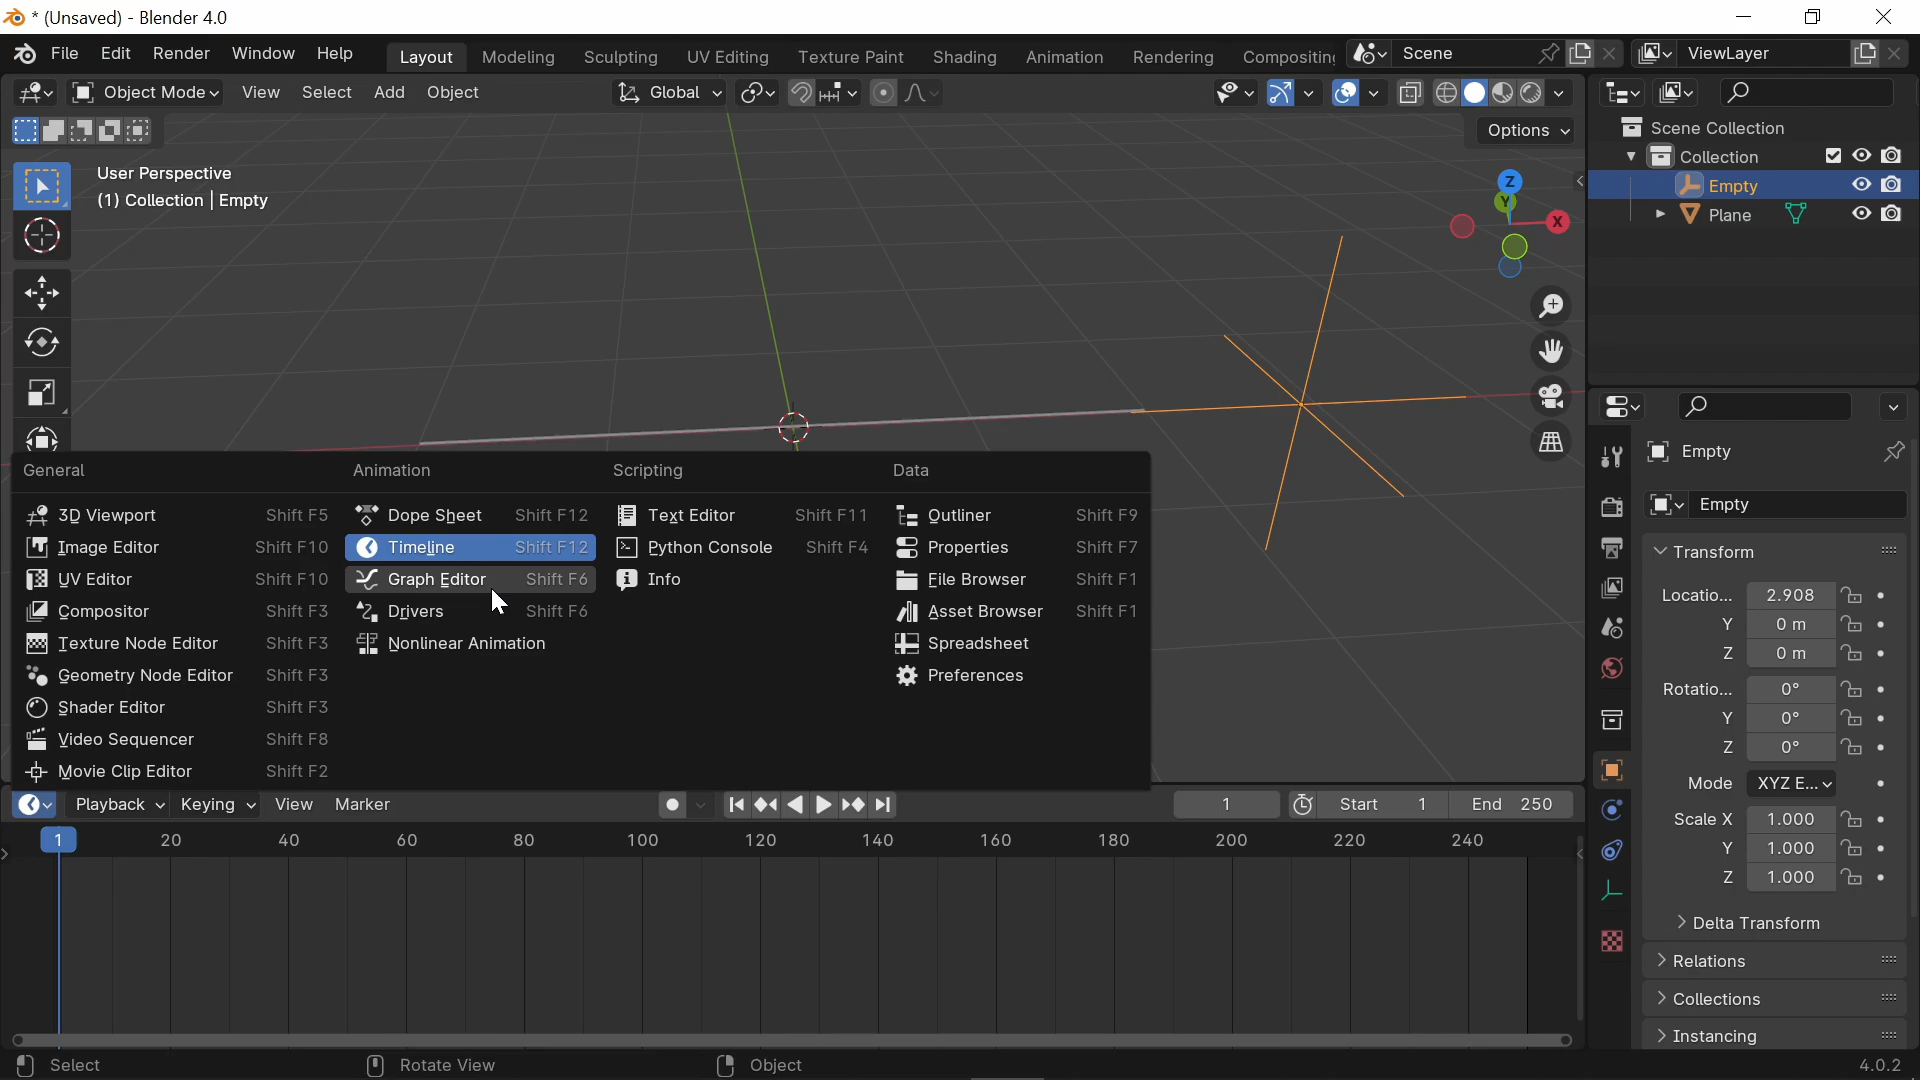 * (Unsaved) - Blender 4.0
File Edit Render Window Help Layout Modeling Sculpting UV Editing Texture Paint Shading Animation Rendering Compositing Scene ViewLayer
Object Mode View Select Add Object Global
Options
User Perspective
(1) Collection | Empty
Z
Y
X
Scene Collection
Collection
Empty
Plane
General Animation Scripting Data
3D Viewport Shift F5 Dope Sheet Shift F12 Text Editor Shift F11 Outliner Shift F9
Image Editor Shift F10 Timeline Shift F12 Python Console Shift F4 Properties Shift F7
UV Editor Shift F10 Graph Editor Shift F6 Info File Browser Shift F1
Compositor Shift F3 Drivers Shift F6 Asset Browser Shift F1
Texture Node Editor Shift F3 Nonlinear Animation Spreadsheet
Geometry Node Editor Shift F3 Preferences
Shader Editor Shift F3
Video Sequencer Shift F8
Movie Clip Editor Shift F2
Empty
Empty
Transform
Locatio... 2.908
Y 0 m
Z 0 m
Rotatio... 0°
Y 0°
Z 0°
Mode XYZ E...
Scale X 1.000
Y 1.000
Z 1.000
Delta Transform
Relations
Collections
Instancing
Playback Keying View Marker 1 Start 1 End 250
1 20 40 60 80 100 120 140 160 180 200 220 240
Select Rotate View Object 4.0.2